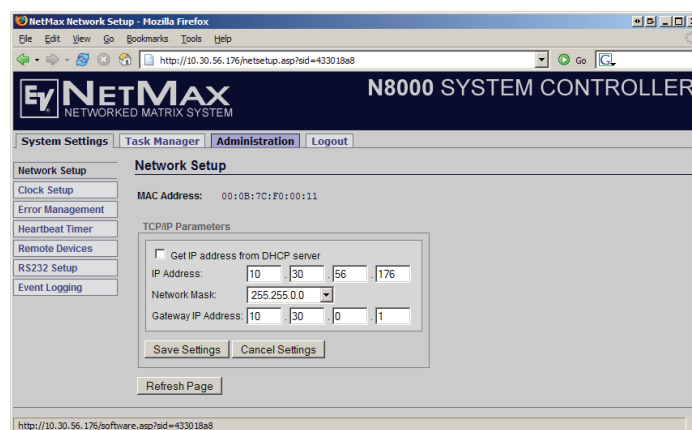 NetMax Network Setup - Mozilla Firefox
File Edit View Go Bookmarks Tools Help
http://10.30.56.176/netsetup.asp?sid=433018a8 Go
EV NETMAX
NETWORKED MATRIX SYSTEM
N8000 SYSTEM CONTROLLER
System Settings Task Manager Administration Logout
Network Setup
Clock Setup
Error Management
Heartbeat Timer
Remote Devices
RS232 Setup
Event Logging
Network Setup
MAC Address: 00:0B:7C:F0:00:11
TCP/IP Parameters
Get IP address from DHCP server
IP Address: 10 . 30 . 56 . 176
Network Mask: 255.255.0.0
Gateway IP Address: 10 . 30 . 0 . 1
Save Settings Cancel Settings
Refresh Page
http://10.30.56.176/software.asp?sid=433018a8